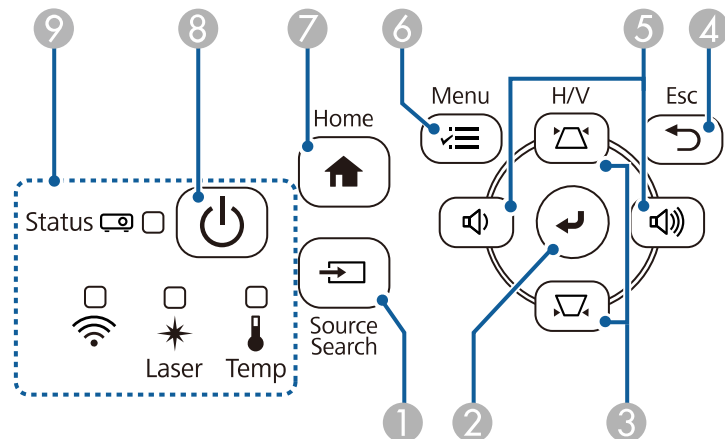 9
8
7
6
5
4
Home
Menu
H/V
Esc
Status
Source
Search
Laser
Temp
1
2
3